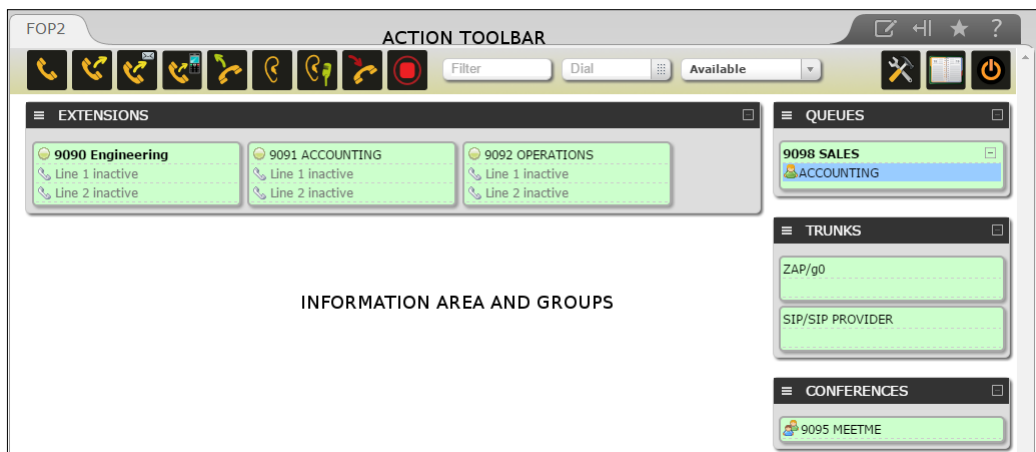 FOP2
ACTION TOOLBAR
?
Filter
Dial
Available
EXTENSIONS
9090 Engineering
Line 1 inactive
Line 2 inactive
9091 ACCOUNTING
Line 1 inactive
Line 2 inactive
9092 OPERATIONS
Line 1 inactive
Line 2 inactive
INFORMATION AREA AND GROUPS
QUEUES
9098 SALES
ACCOUNTING
TRUNKS
ZAP/g0
SIP/SIP PROVIDER
CONFERENCES
9095 MEETME